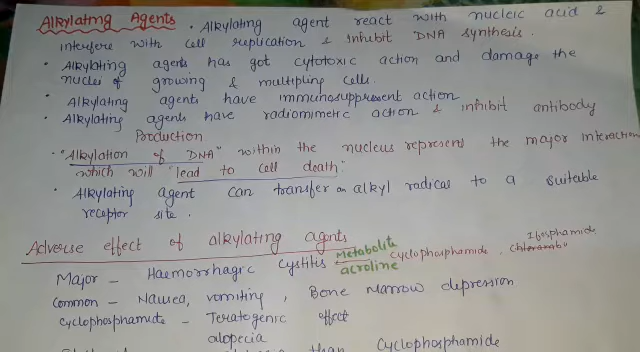 Alkylating Agents • Alkylating agent react with nucleic acid &
interfere with cell replication & Inhibit DNA synthesis.
• Alkylating agents has got cytotoxic action and damage the
nuclei of growing & multipling cells.
• Alkylating agents have immunosuppresent action
• Alkylating agents have radiomimetric action & inhibit antibody
Production
• "Alkylation of DNA" within the nucleus represent the major interaction
which will "lead to cell death"
• Alkylating agent can transfer an alkyl radical to a suitable
receptor site.
Adverse effect of alkylating agents
Major - Haemorrhagic cystitis Metabolite acroline cyclophosphamide, Ifosphamide
Common - Nausea, vomiting, Bone Marrow depression
cyclophosphamide - Teratogenic effect
alopecia
than Cyclophosphamide